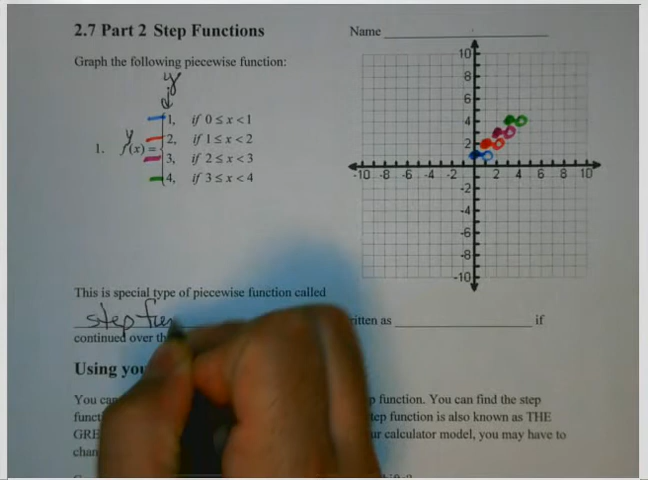 2.7 Part 2 Step Functions
Name
Graph the following piecewise function:
y
1. f(x) =
y
1, if 0 ≤ x < 1
2, if 1 ≤ x < 2
3, if 2 ≤ x < 3
4, if 3 ≤ x < 4
10
8
6
4
2
-10 -8 -6 -4 -2 2 4 6 8 10
-2
-4
-6
-8
-10
This is special type of piecewise function called
step fun
itten as if
continued over th
Using you
You can p function. You can find the step
funct tep function is also known as THE
GRE ur calculator model, you may have to
chan